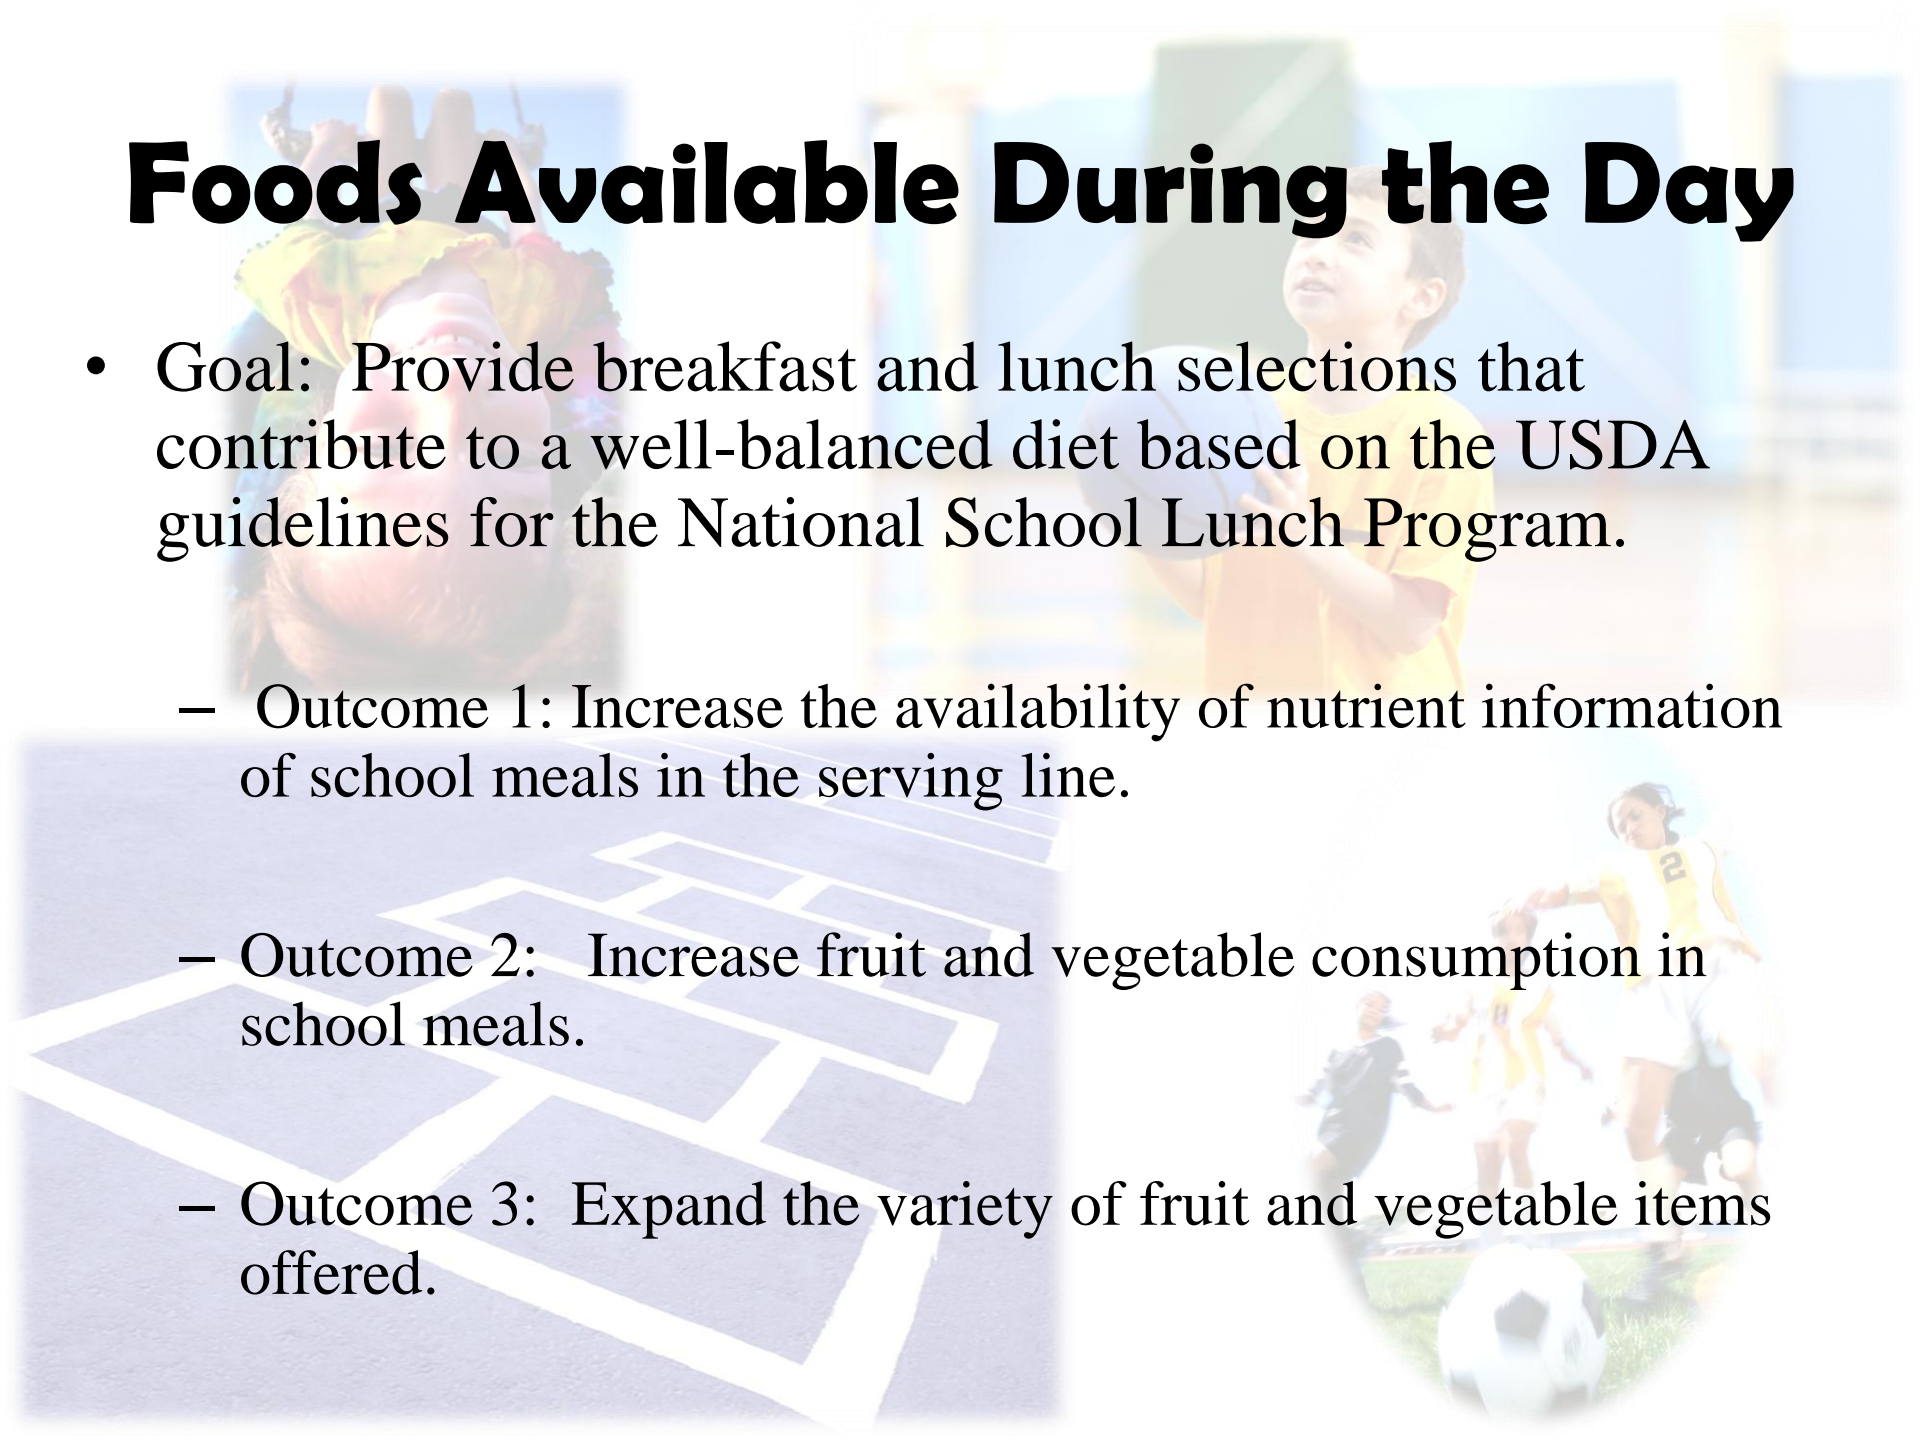 Foods Available During the Day
• Goal:  Provide breakfast and lunch selections that
contribute to a well-balanced diet based on the USDA
guidelines for the National School Lunch Program.
– Outcome 1: Increase the availability of nutrient information
of school meals in the serving line.
– Outcome 2:   Increase fruit and vegetable consumption in
school meals.
– Outcome 3:  Expand the variety of fruit and vegetable items
offered.
2